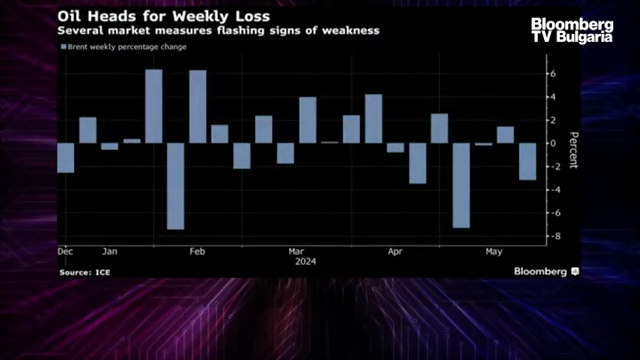 Oil Heads for Weekly Loss
Several market measures flashing signs of weakness
Brent weekly percentage change
Bloomberg
TV Bulgaria
6
4
2
0
-2
-4
-6
-8
Percent
Dec Jan Feb Mar Apr May
2024
Source: ICE
Bloomberg